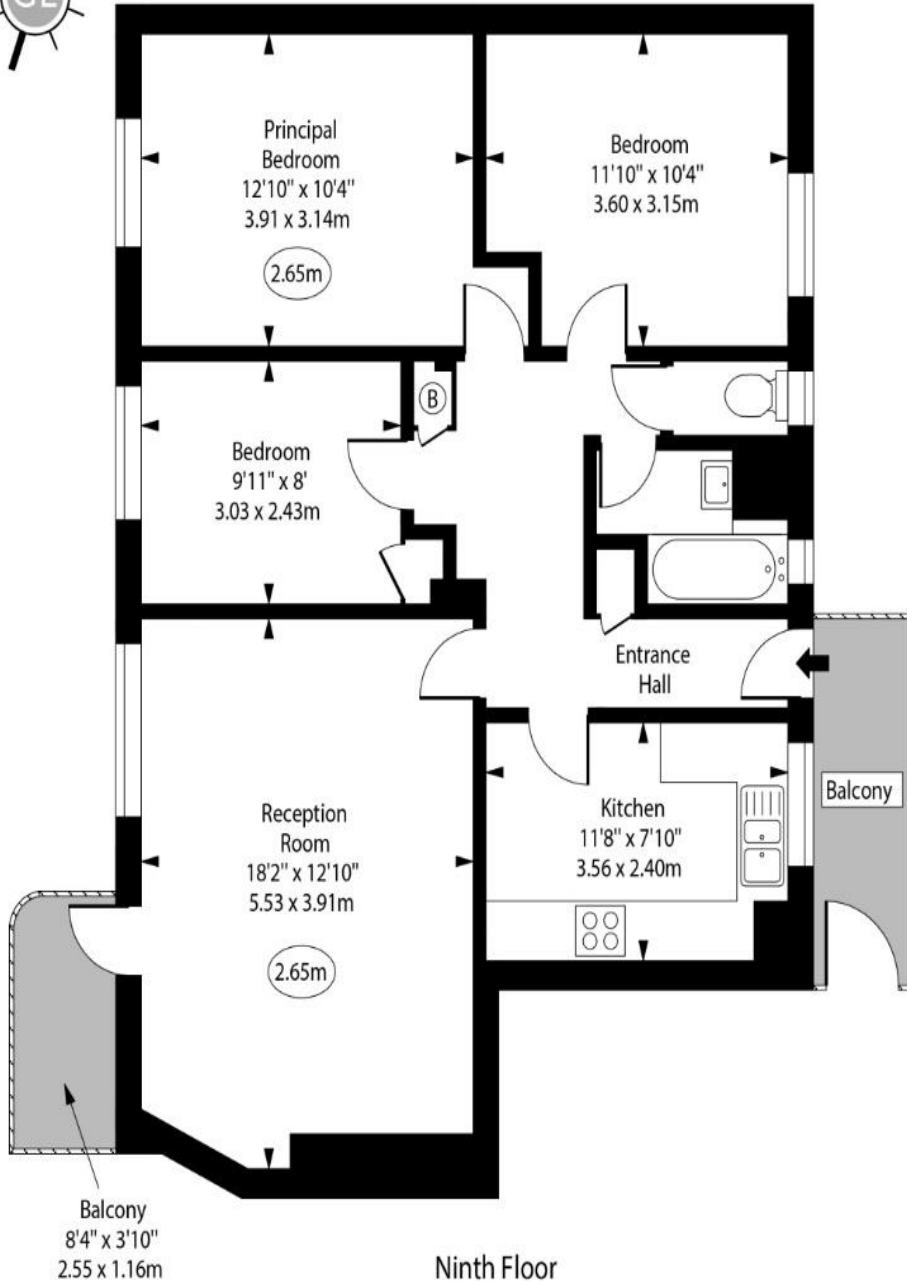 Principal
Bedroom
12'10" x 10'4"
3.91 x 3.14m
2.65m
Bedroom
11'10" x 10'4"
3.60 x 3.15m
B
Bedroom
9'11" x 8'
3.03 x 2.43m
Entrance
Hall
Reception
Room
18'2" x 12'10"
5.53 x 3.91m
2.65m
Kitchen
11'8" x 7'10"
3.56 x 2.40m
Balcony
Balcony
8'4" x 3'10"
2.55 x 1.16m
Ninth Floor